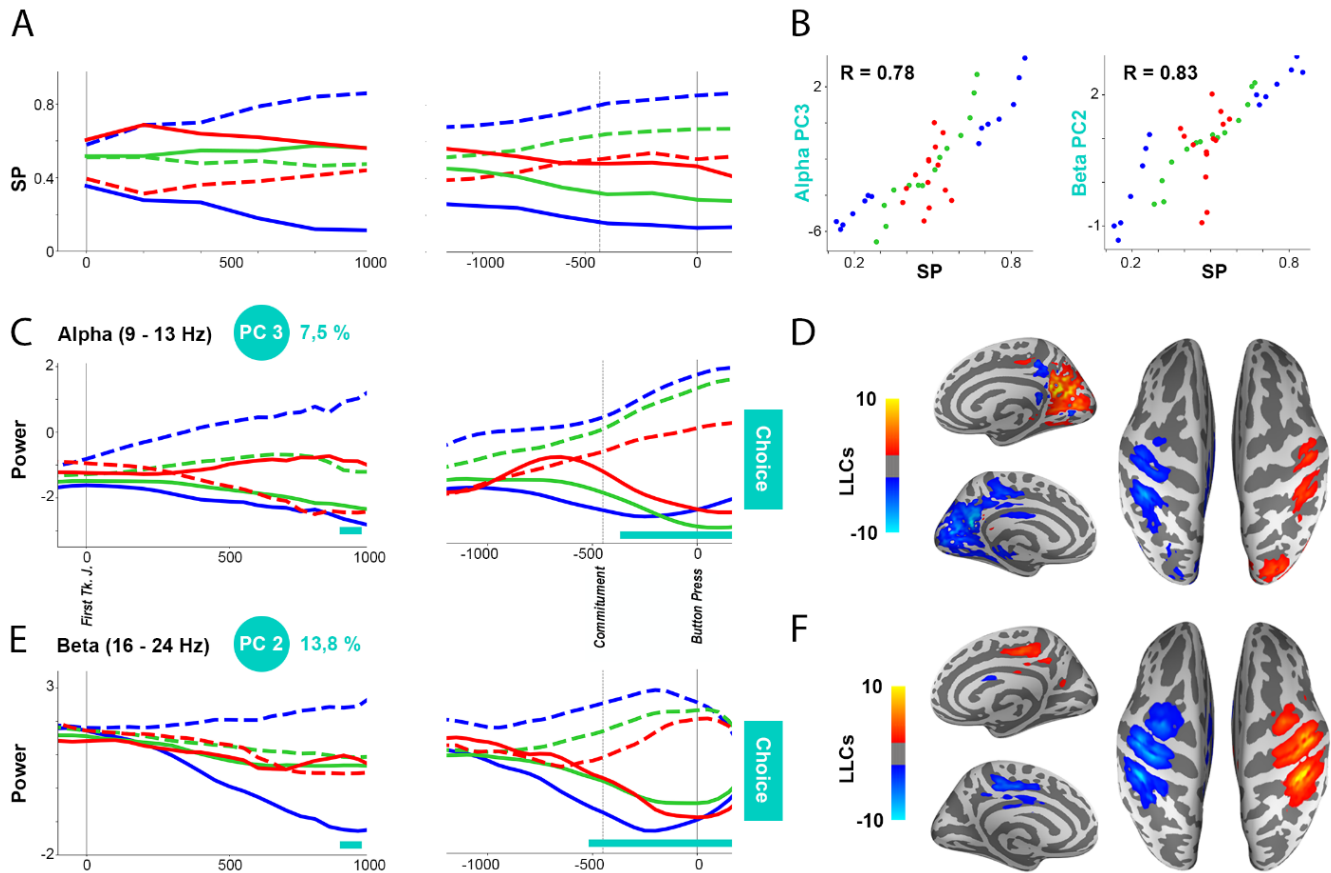 A
B
0.8
0.4
0
SP
0
500
1000
-1000
-500
0
R = 0.78
2
-6
Alpha PC3
0.2
0.8
SP
R = 0.83
2
-1
Beta PC2
0.2
0.8
SP
C
Alpha (9 - 13 Hz)
PC 3
7,5 %
2
0
-2
Power
0
500
1000
-1000
-500
0
Choice
First Tk. J.
Commitument
Button Press
D
10
-10
LLCs
E
Beta (16 - 24 Hz)
PC 2
13,8 %
3
-2
Power
0
500
1000
-1000
-500
0
Choice
F
10
-10
LLCs